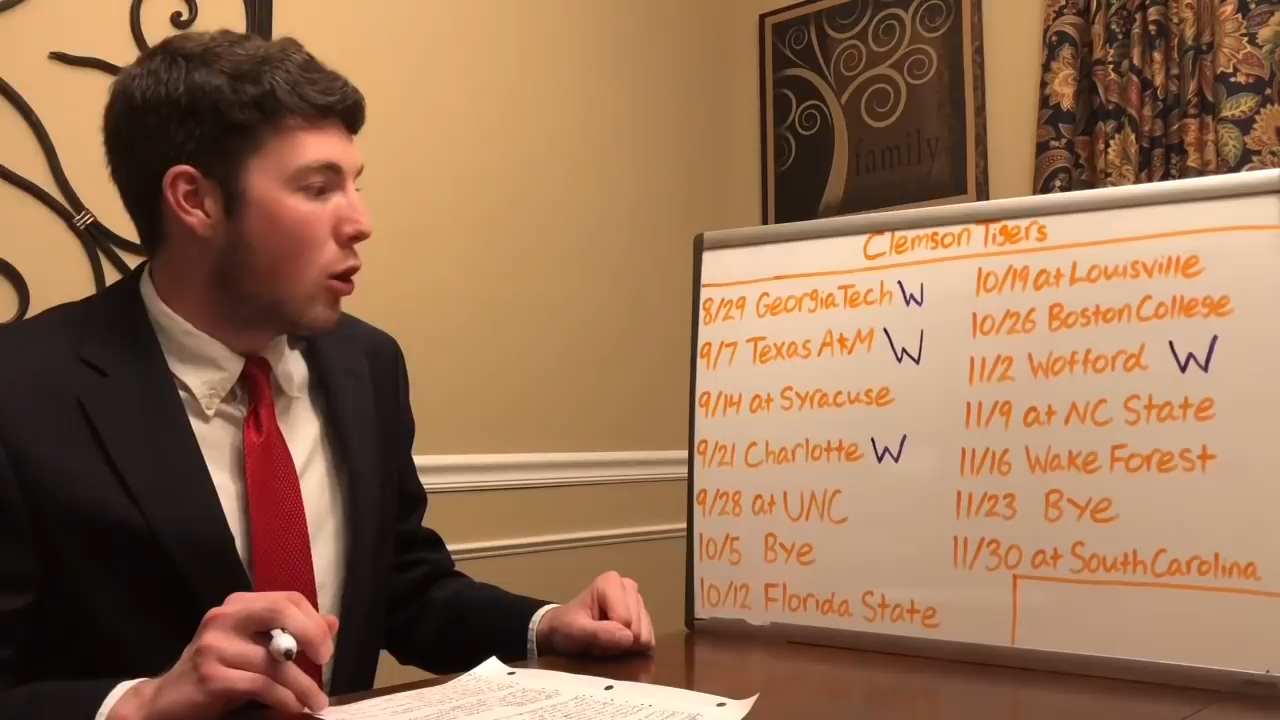 family
Clemson Tigers
8/29 Georgia Tech W
9/7 Texas A&M W
9/14 at Syracuse
9/21 Charlotte W
9/28 at UNC
10/5 Bye
10/12 Florida State
10/19 at Louisville
10/26 Boston College
11/2 Wofford W
11/9 at NC State
11/16 Wake Forest
11/23 Bye
11/30 at South Carolina